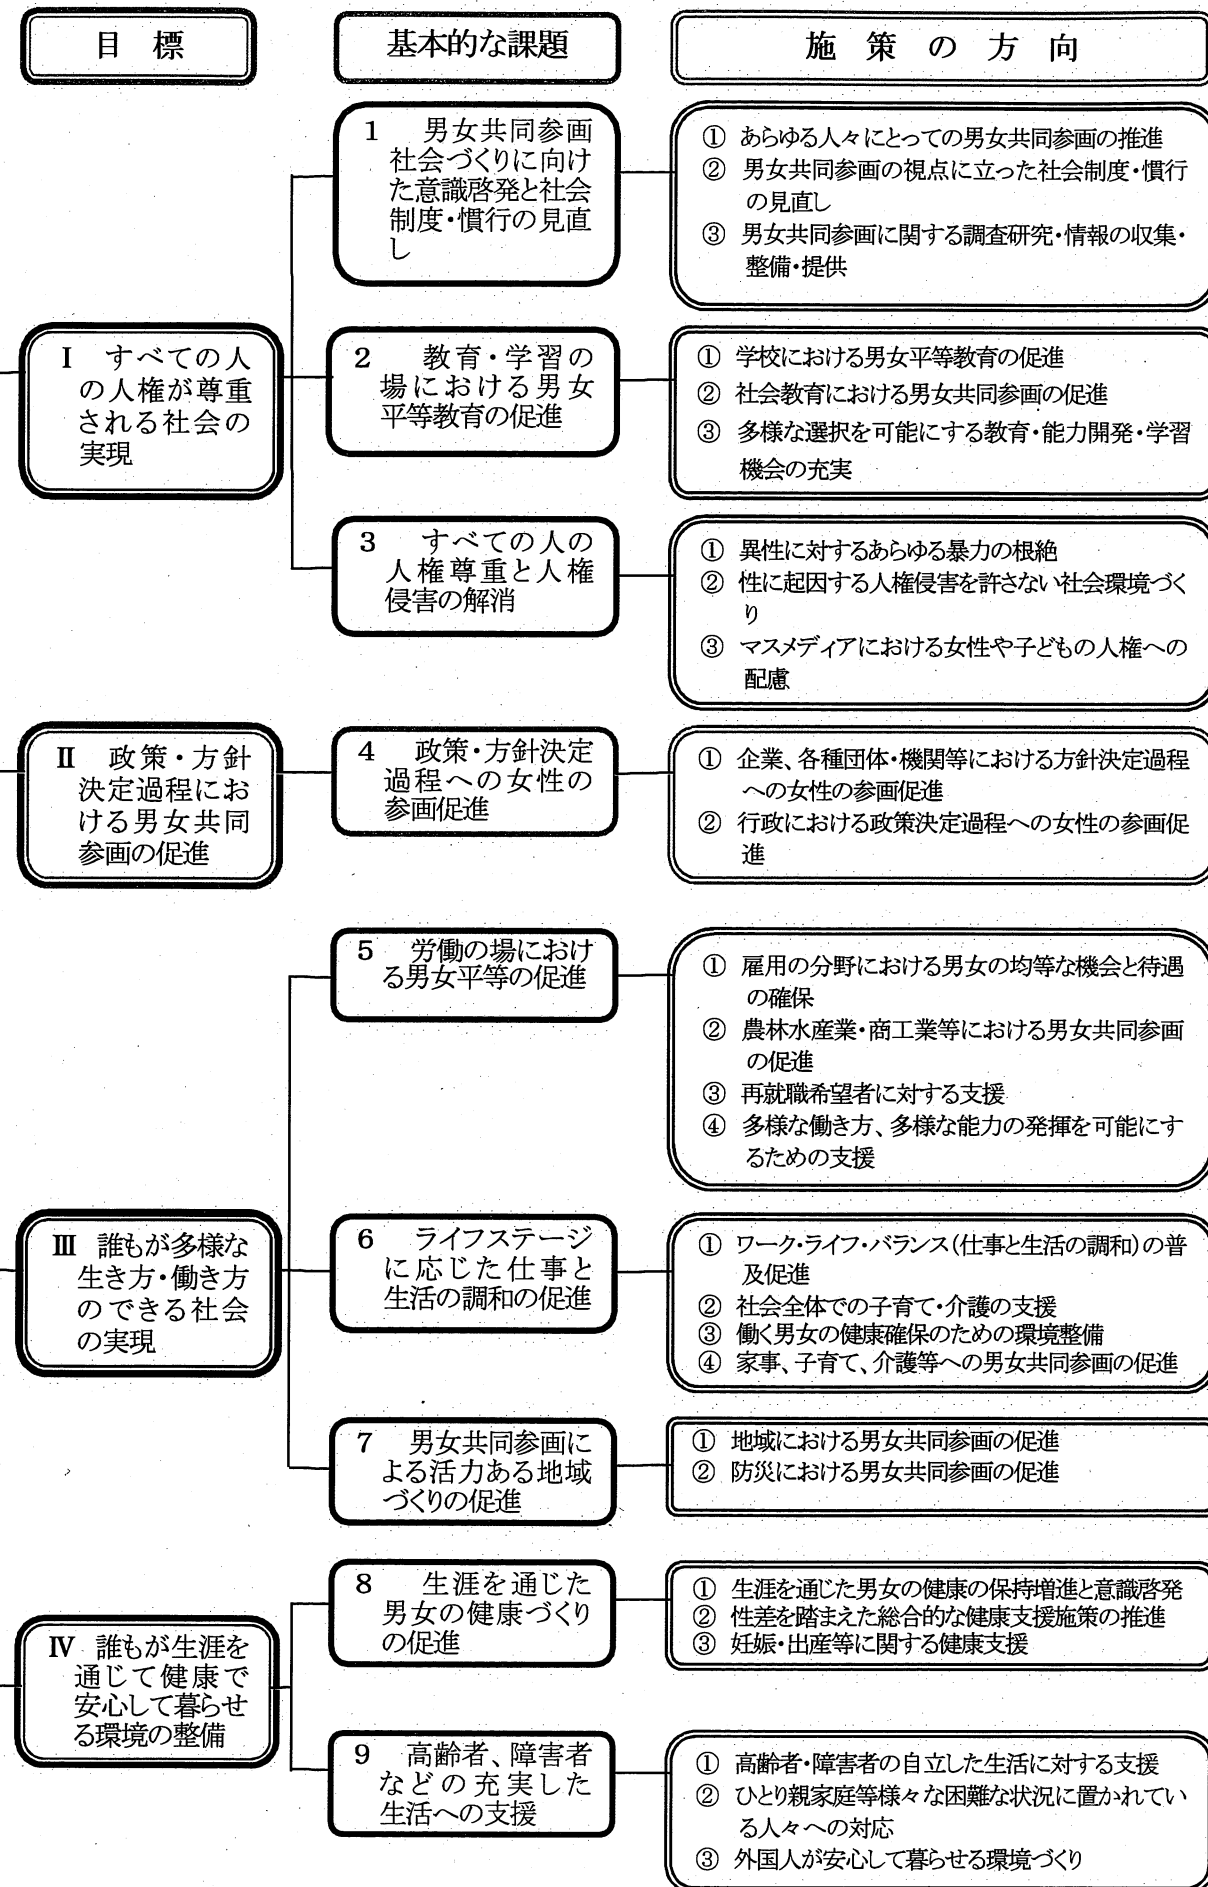 目標
基本的な課題
施策の方向
Ⅰ すべての人
の人権が尊重
される社会の
実現
1 男女共同参画
社会づくりに向け
た意識啓発と社会
制度・慣行の見直
し
① あらゆる人々にとっての男女共同参画の推進
② 男女共同参画の視点に立った社会制度・慣行
の見直し
③ 男女共同参画に関する調査研究・情報の収集・
整備・提供
2 教育・学習の
場における男女
平等教育の促進
① 学校における男女平等教育の促進
② 社会教育における男女共同参画の促進
③ 多様な選択を可能にする教育・能力開発・学習
機会の充実
3 すべての人の
人権尊重と人権
侵害の解消
① 異性に対するあらゆる暴力の根絶
② 性に起因する人権侵害を許さない社会環境づく
り
③ マスメディアにおける女性や子どもの人権への
配慮
Ⅱ 政策・方針
決定過程にお
ける男女共同
参画の促進
4 政策・方針決定
過程への女性の
参画促進
① 企業、各種団体・機関等における方針決定過程
への女性の参画促進
② 行政における政策決定過程への女性の参画促
進
Ⅲ 誰もが多様な
生き方・働き方
のできる社会
の実現
5 労働の場におけ
る男女平等の促進
① 雇用の分野における男女の均等な機会と待遇
の確保
② 農林水産業・商工業等における男女共同参画
の促進
③ 再就職希望者に対する支援
④ 多様な働き方、多様な能力の発揮を可能にす
るための支援
6 ライフステージ
に応じた仕事と
生活の調和の促進
① ワーク・ライフ・バランス(仕事と生活の調和)の普
及促進
② 社会全体での子育て・介護の支援
③ 働く男女の健康確保のための環境整備
④ 家事、子育て、介護等への男女共同参画の促進
7 男女共同参画に
よる活力ある地域
づくりの促進
① 地域における男女共同参画の促進
② 防災における男女共同参画の促進
Ⅳ 誰もが生涯を
通じて健康で
安心して暮らせ
る環境の整備
8 生涯を通じた
男女の健康づくり
の促進
① 生涯を通じた男女の健康の保持増進と意識啓発
② 性差を踏まえた総合的な健康支援施策の推進
③ 妊娠・出産等に関する健康支援
9 高齢者、障害者
などの充実した
生活への支援
① 高齢者・障害者の自立した生活に対する支援
② ひとり親家庭等様々な困難な状況に置かれてい
る人々への対応
③ 外国人が安心して暮らせる環境づくり